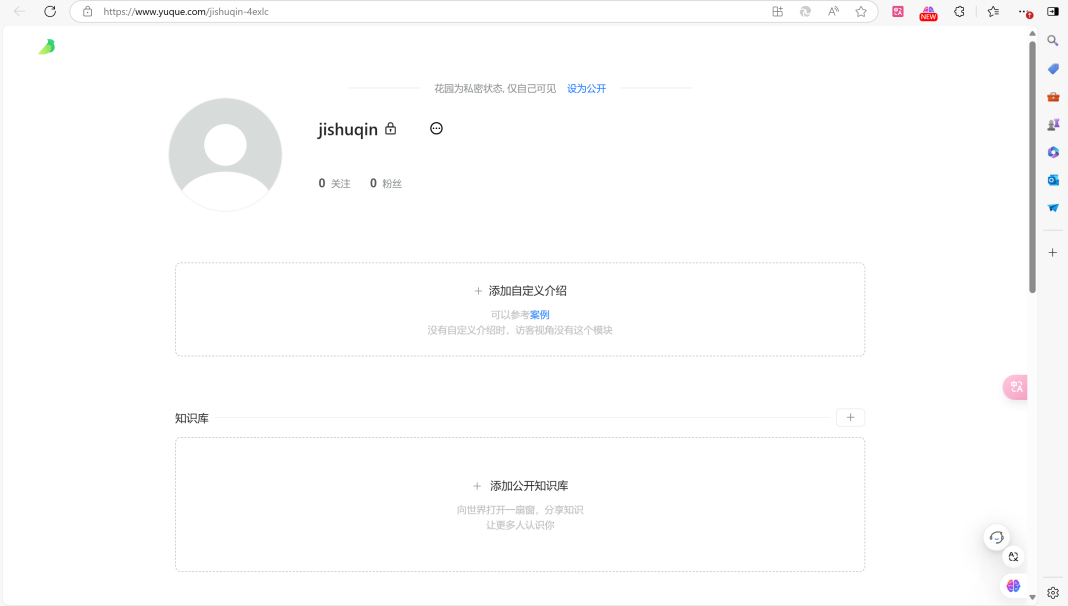 https://www.yuque.com/jishuqin-4exlc
NEW
花园为私密状态, 仅自己可见 设为公开
jishuqin
0 关注 0 粉丝
+ 添加自定义介绍
可以参考案例
没有自定义介绍时，访客视角没有这个模块
知识库
+ 添加公开知识库
向世界打开一扇窗，分享知识
让更多人认识你